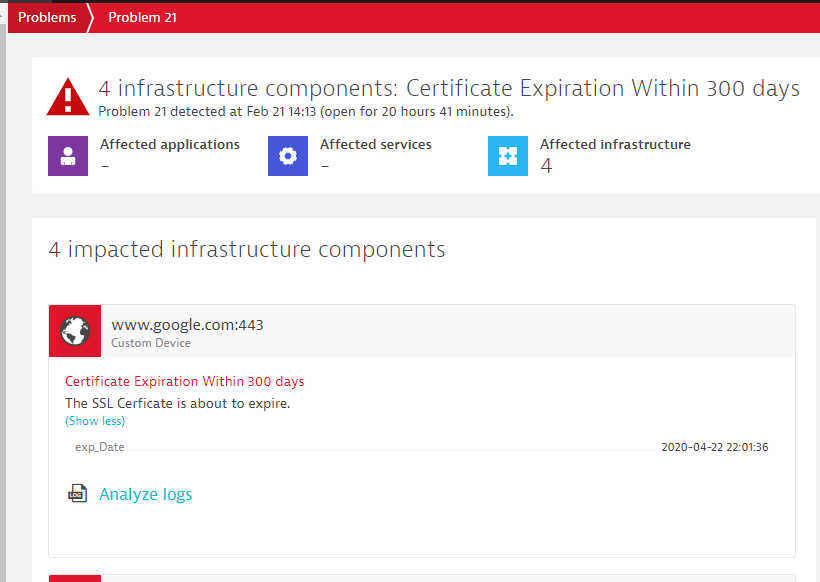 Problems
Problem 21
4 infrastructure components: Certificate Expiration Within 300 days
Problem 21 detected at Feb 21 14:13 (open for 20 hours 41 minutes).
Affected applications
–
Affected services
–
Affected infrastructure
4
4 impacted infrastructure components
www.google.com:443
Custom Device
Certificate Expiration Within 300 days
The SSL Cerficate is about to expire.
(Show less)
exp_Date 2020-04-22 22:01:36
LOG Analyze logs